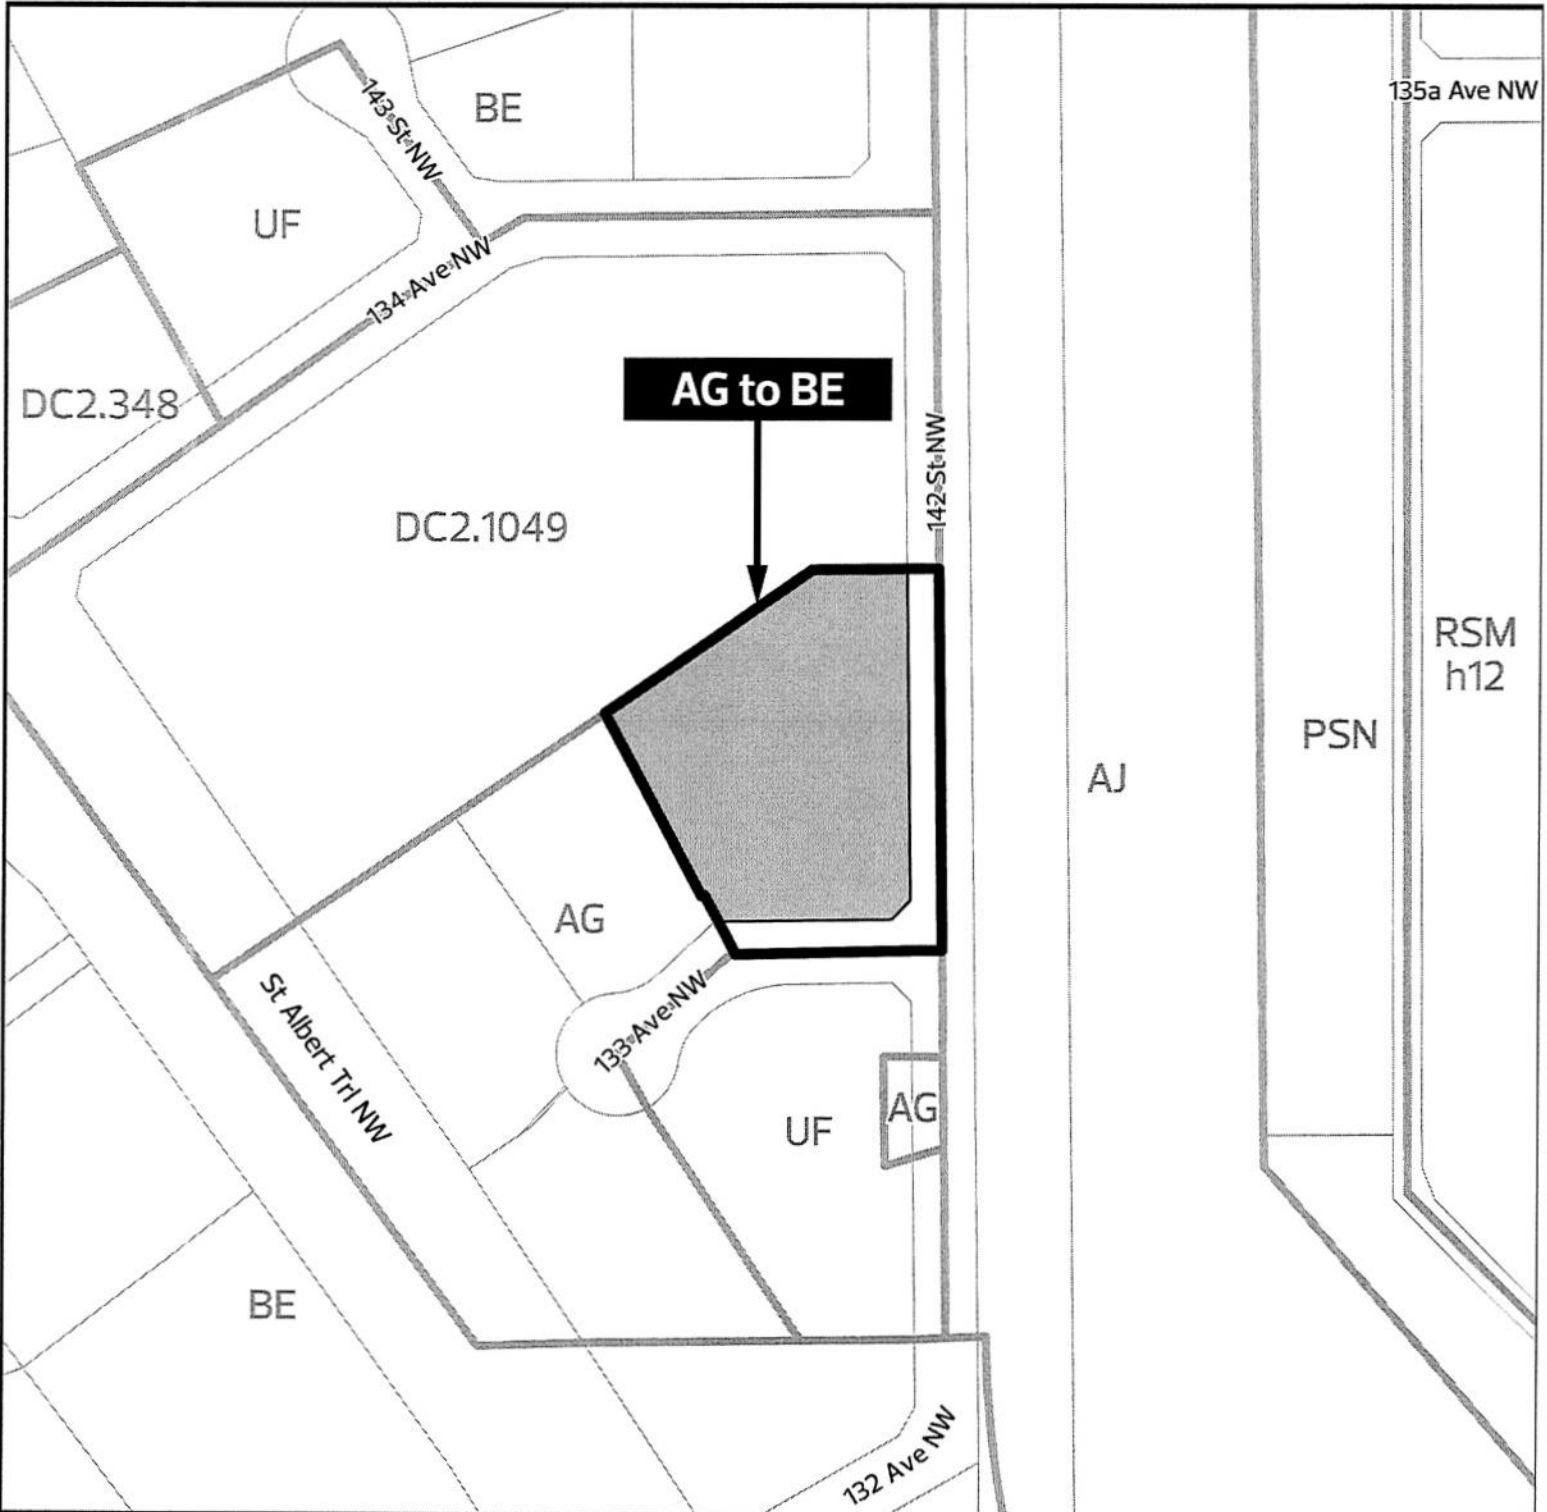 135a Ave NW
BE
143 St NW
UF
134 Ave NW
DC2.348
AG to BE
142 St NW
DC2.1049
RSM
h12
PSN
AJ
AG
St Albert Trl NW
133 Ave NW
AG
UF
BE
132 Ave NW